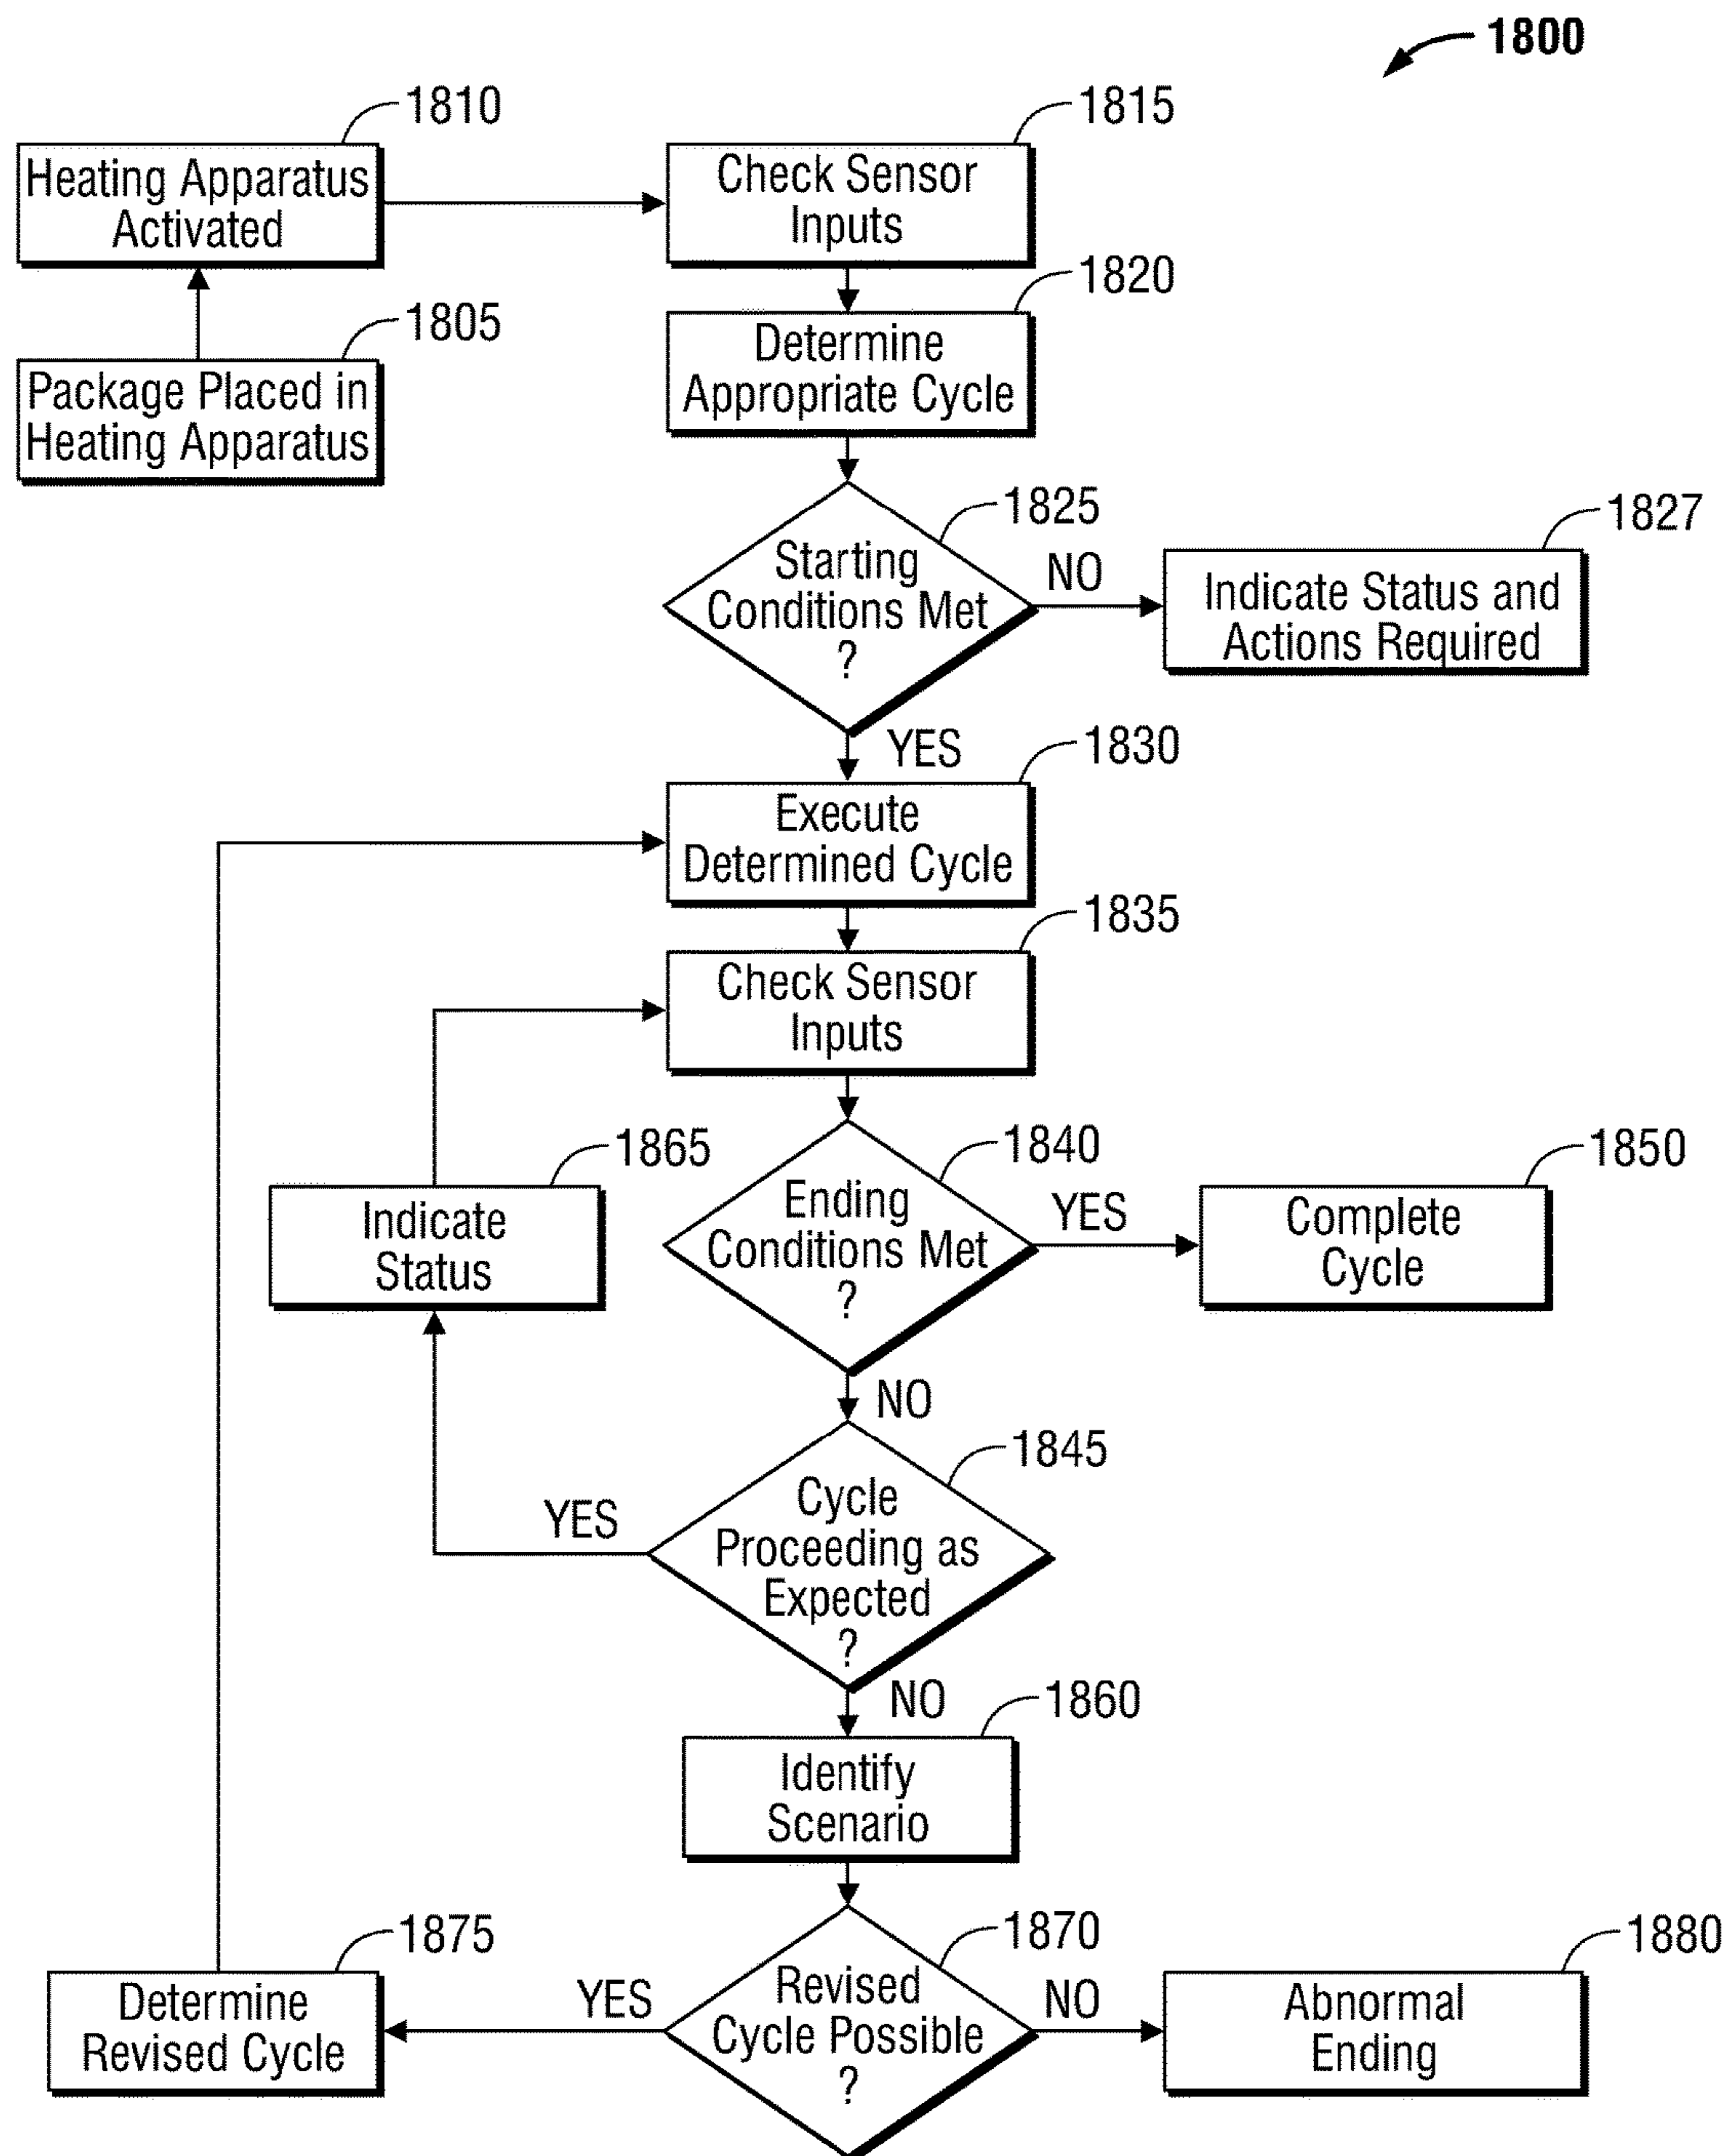 1800
1810
Heating Apparatus
Activated
1815
Check Sensor
Inputs
1805
Package Placed in
Heating Apparatus
1820
Determine
Appropriate Cycle
1825
Starting
Conditions Met
?
NO
1827
Indicate Status and
Actions Required
YES
1830
Execute
Determined Cycle
1835
Check Sensor
Inputs
1865
Indicate
Status
1840
Ending
Conditions Met
?
YES
1850
Complete
Cycle
NO
1845
Cycle
Proceeding as
Expected
?
YES
NO
1860
Identify
Scenario
1875
Determine
Revised Cycle
YES
1870
Revised
Cycle Possible
?
NO
1880
Abnormal
Ending